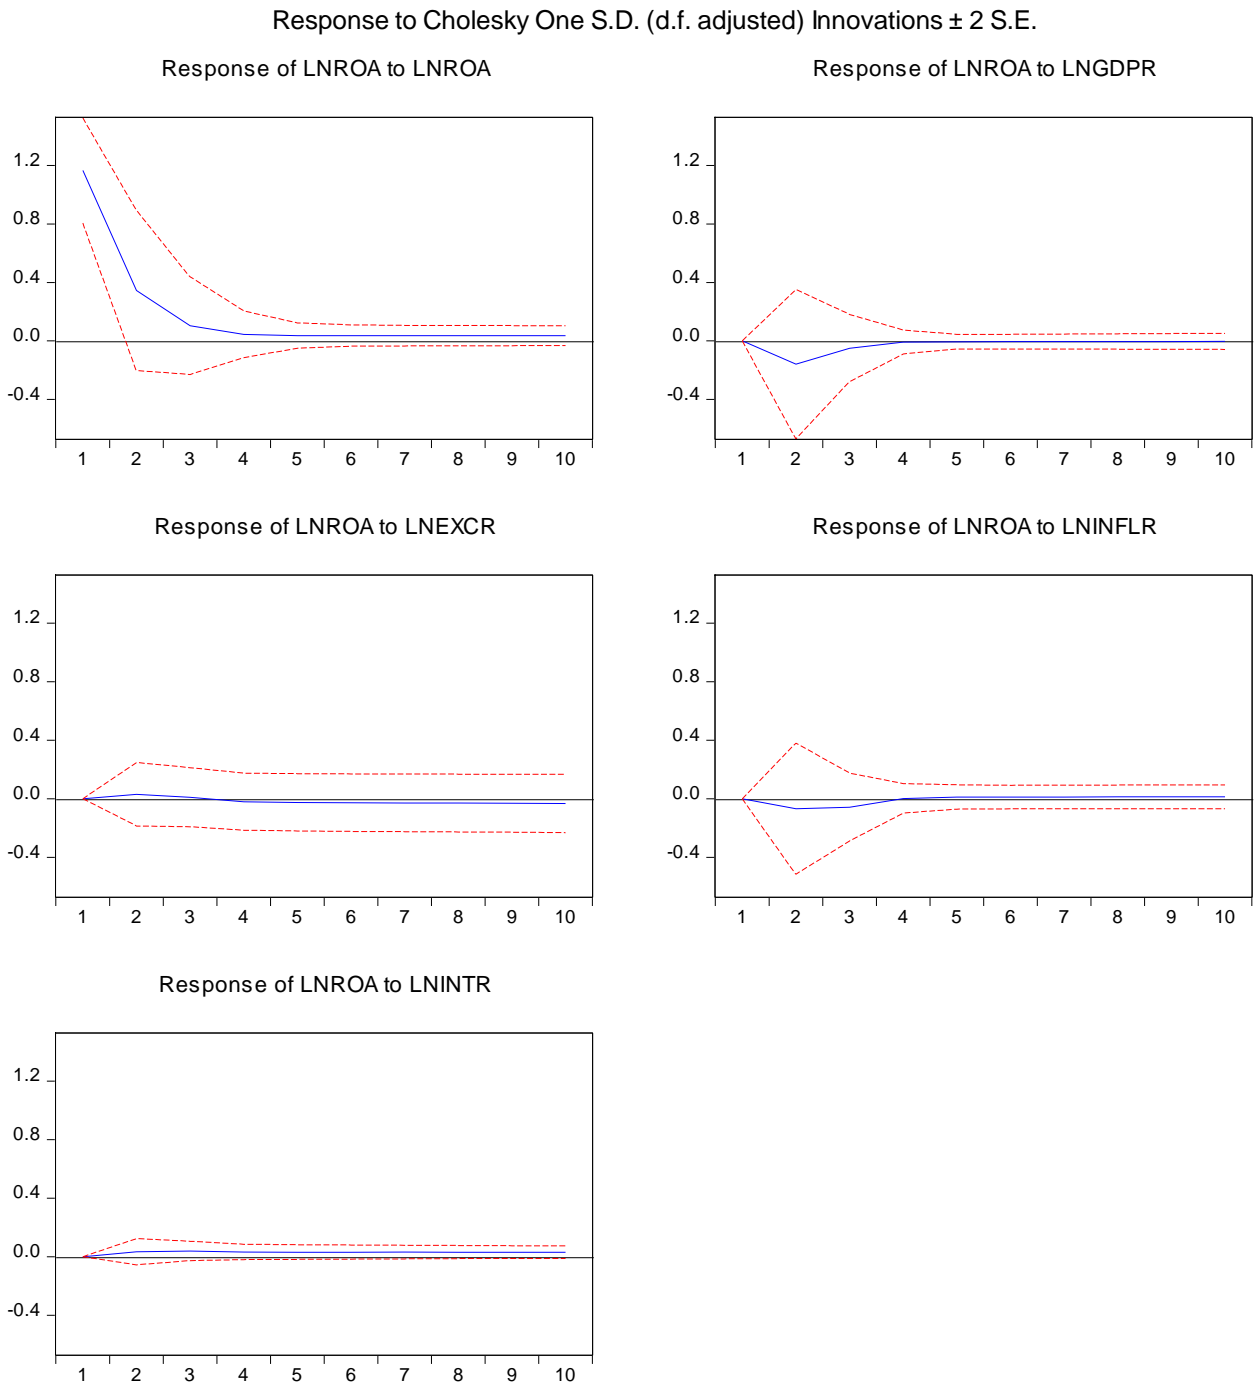 Response to Cholesky One S.D. (d.f. adjusted) Innovations ± 2 S.E.
Response of LNROA to LNROA
1.2
0.8
0.4
0.0
-0.4
1 2 3 4 5 6 7 8 9 10
Response of LNROA to LNGDPR
1.2
0.8
0.4
0.0
-0.4
1 2 3 4 5 6 7 8 9 10
Response of LNROA to LNEXCR
1.2
0.8
0.4
0.0
-0.4
1 2 3 4 5 6 7 8 9 10
Response of LNROA to LNINFLR
1.2
0.8
0.4
0.0
-0.4
1 2 3 4 5 6 7 8 9 10
Response of LNROA to LNINTR
1.2
0.8
0.4
0.0
-0.4
1 2 3 4 5 6 7 8 9 10